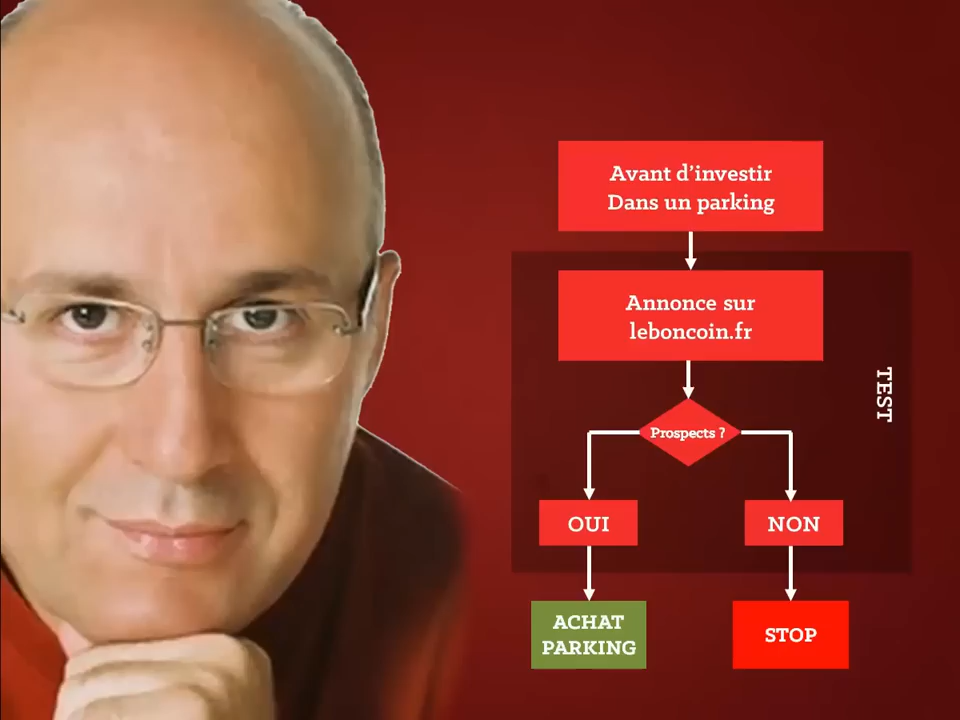 Avant d'investir
Dans un parking
Annonce sur
leboncoin.fr
TEST
Prospects ?
OUI
NON
ACHAT
PARKING
STOP